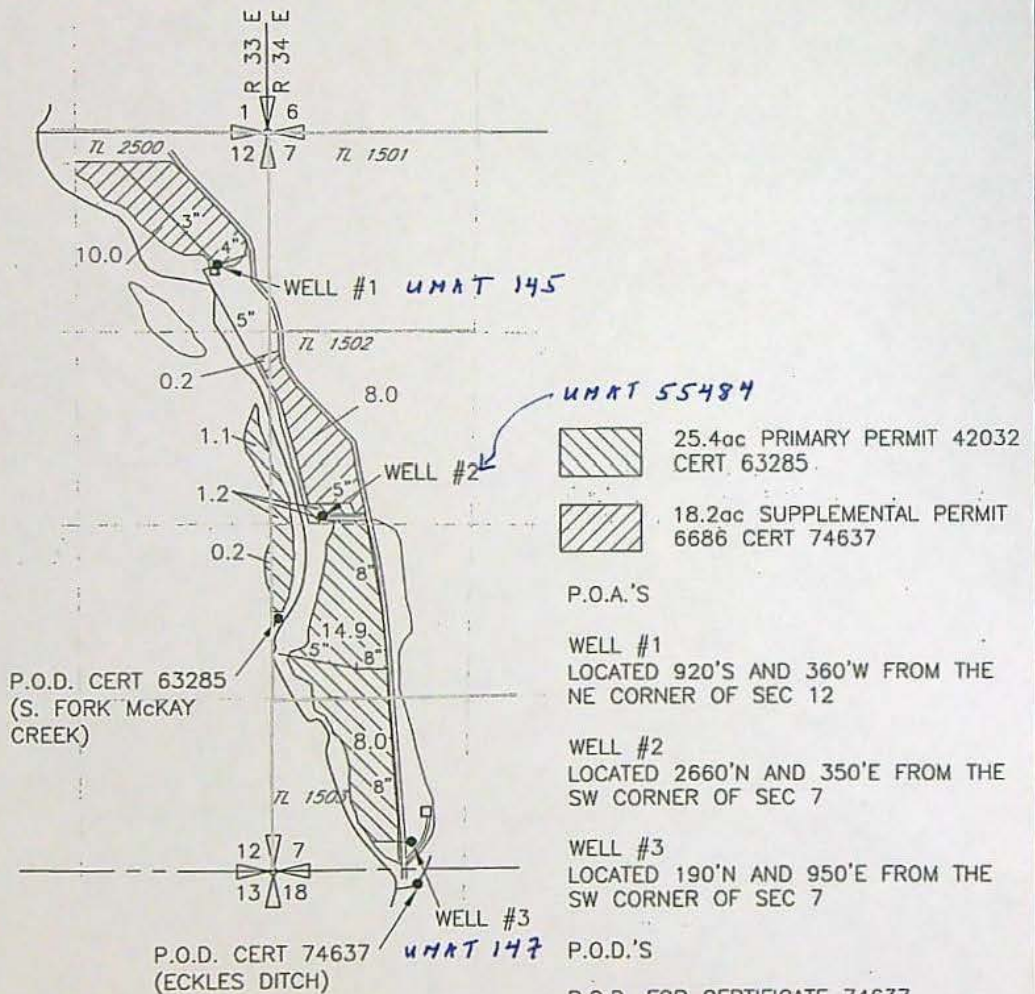 R 33 E
R 34 E
1 6
12 7
TL 2500
TL 1501
3"
4"
10.0
WELL #1 UMAT 145
5"
TL 1502
0.2
8.0
UMAT 55484
1.1
WELL #2
5"
1.2
0.2
8"
14.9
5"
8"
P.O.D. CERT 63285
(S. FORK McKAY
CREEK)
8.0
8"
TL 1503
12 7
13 18
WELL #3
UMAT 147
P.O.D. CERT 74637
(ECKLES DITCH)
25.4ac PRIMARY PERMIT 42032
CERT 63285
18.2ac SUPPLEMENTAL PERMIT
6686 CERT 74637
P.O.A.'S
WELL #1
LOCATED 920'S AND 360'W FROM THE
NE CORNER OF SEC 12
WELL #2
LOCATED 2660'N AND 350'E FROM THE
SW CORNER OF SEC 7
WELL #3
LOCATED 190'N AND 950'E FROM THE
SW CORNER OF SEC 7
P.O.D.'S
P.O.D. FOR CERTIFICATE 74637